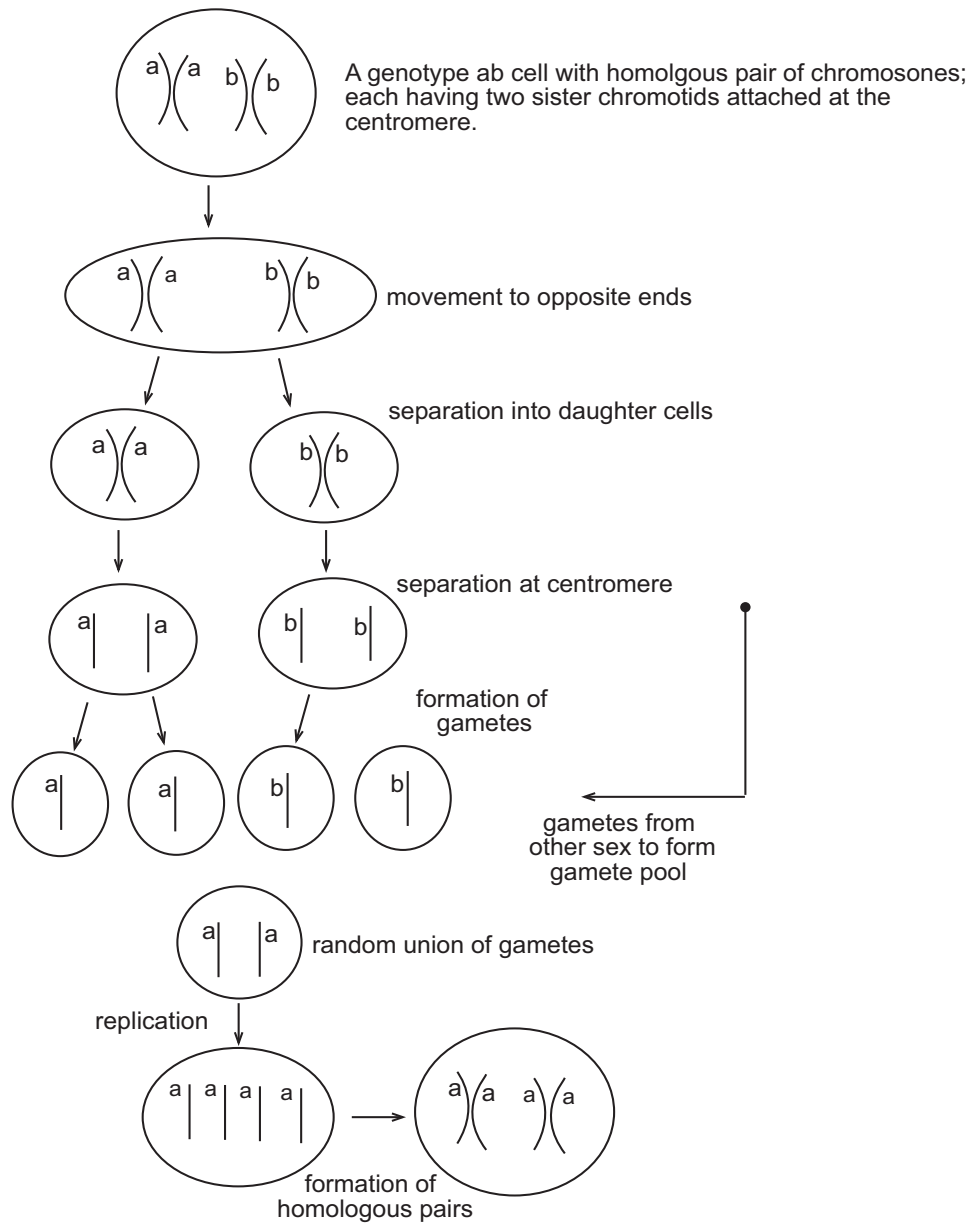 a a b b
A genotype ab cell with homolgous pair of chromosones;
each having two sister chromotids attached at the
centromere.
a a b b
movement to opposite ends
separation into daughter cells
a a b b
separation at centromere
a a b b
formation of
gametes
a a b b
gametes from
other sex to form
gamete pool
a a
random union of gametes
replication
a a a a
a a a a
formation of
homologous pairs